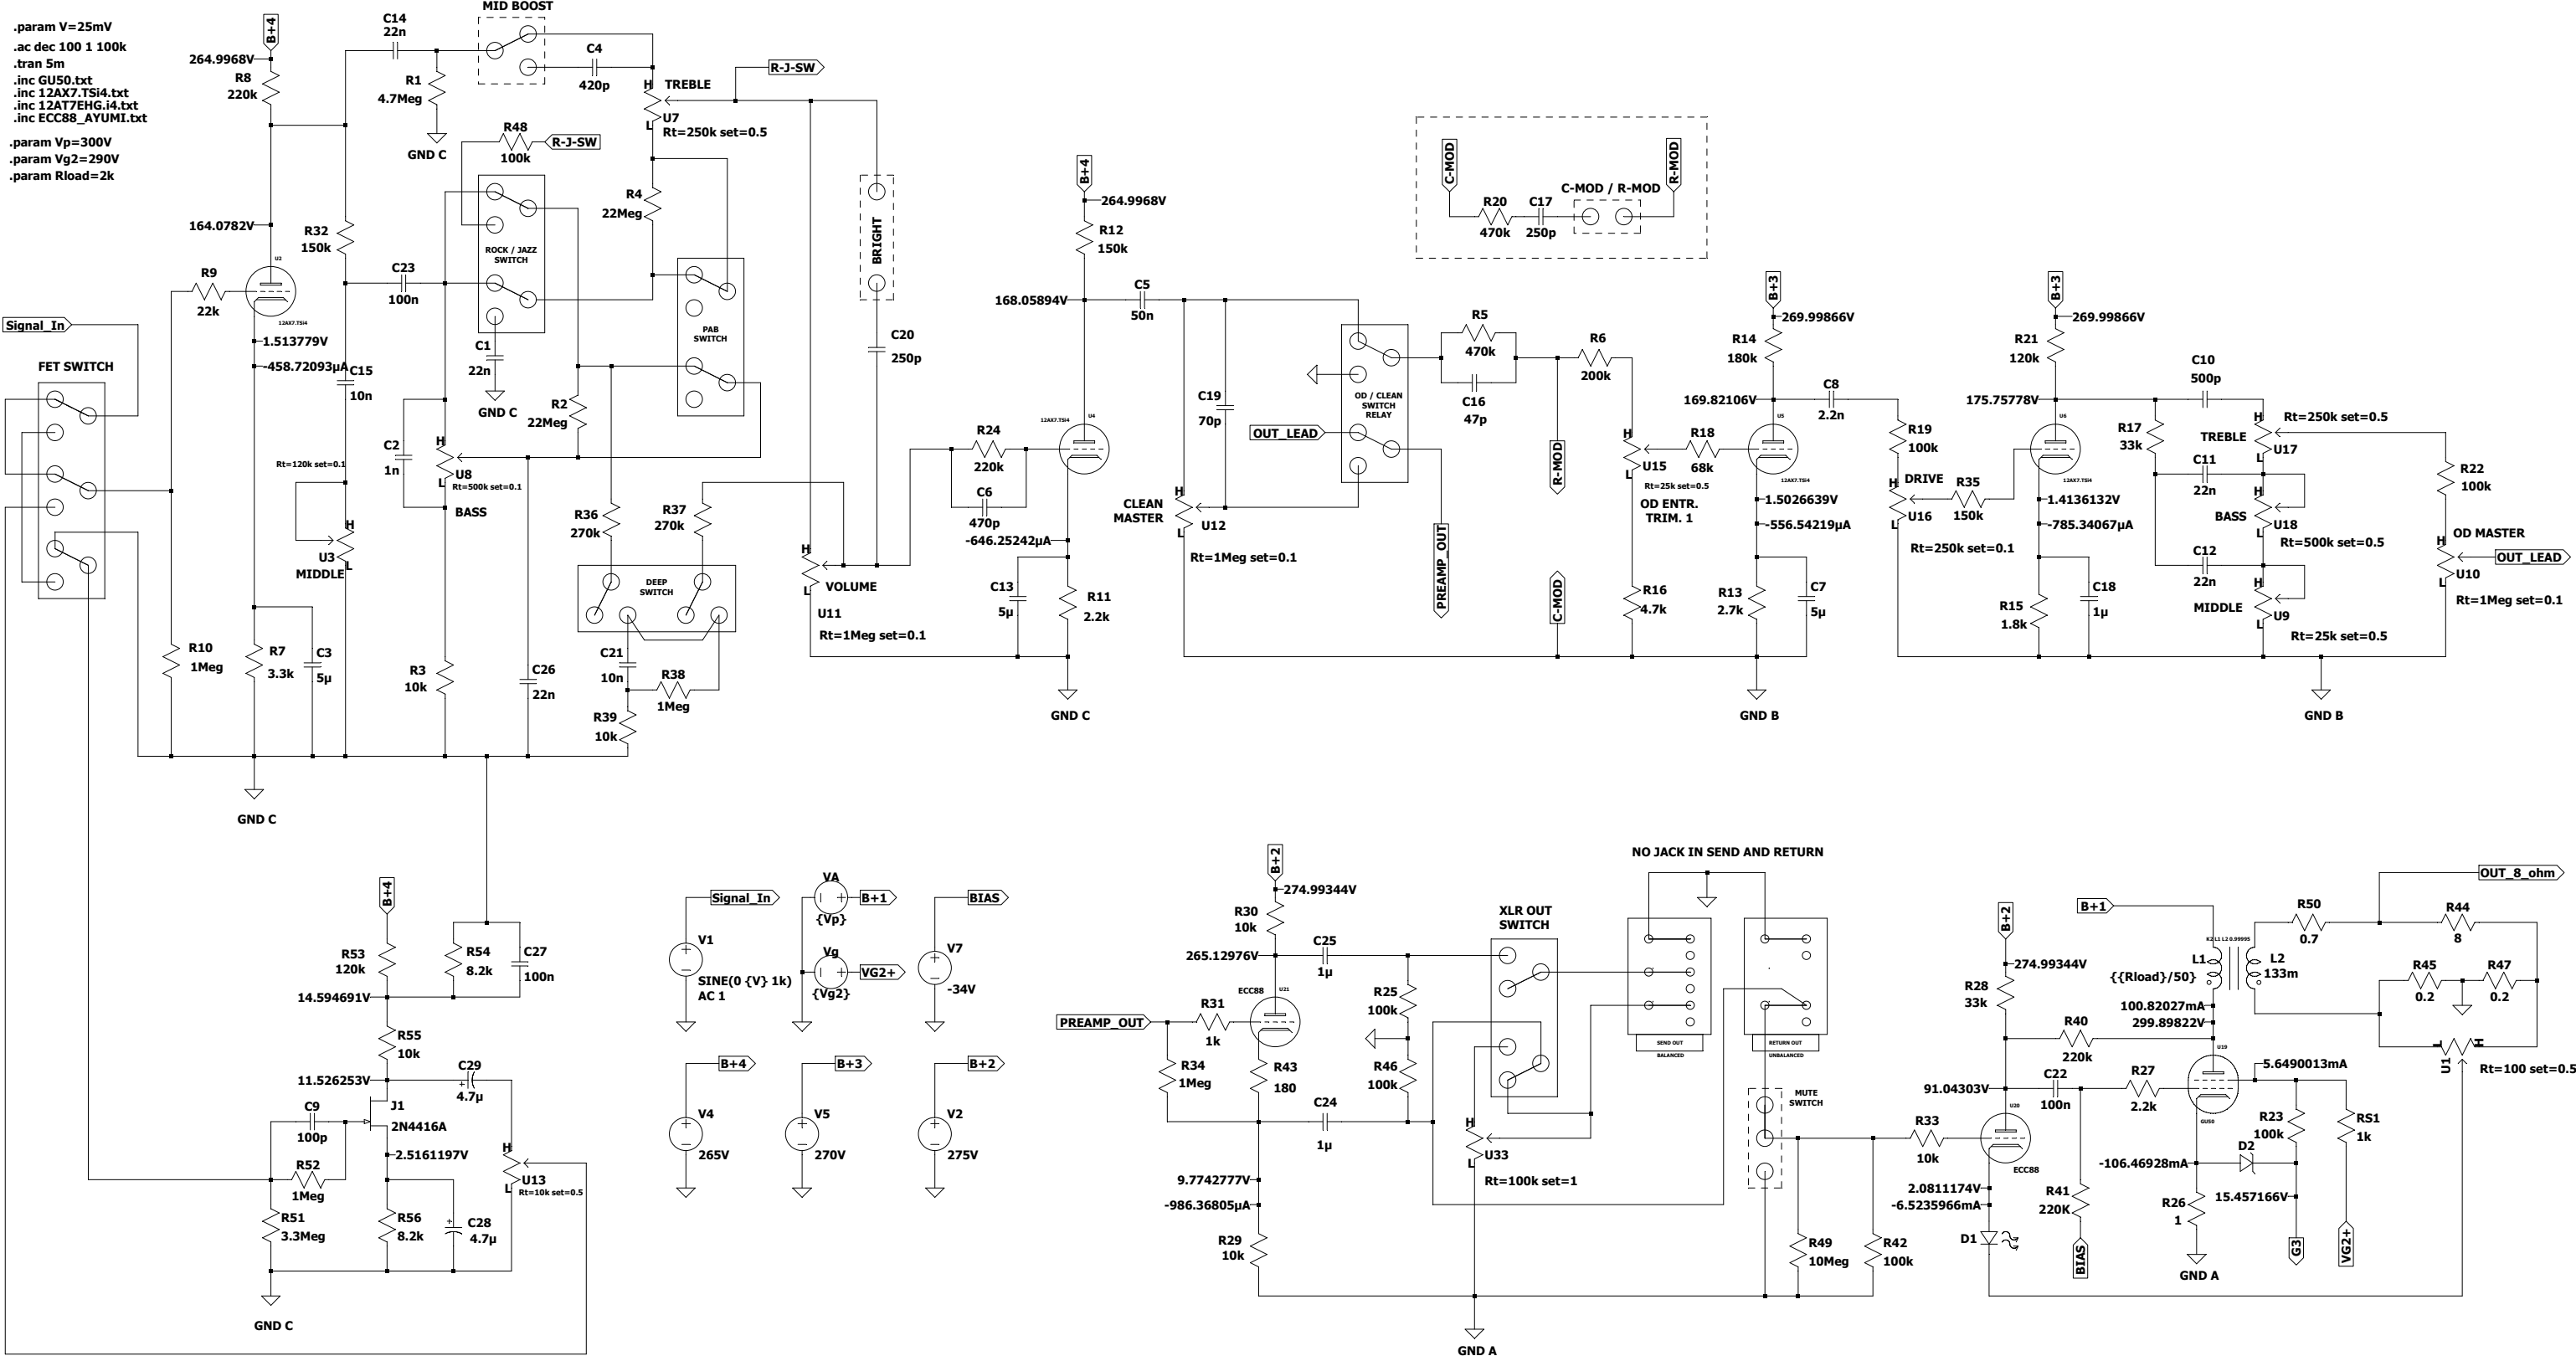 .param V=25mV
.ac dec 100 1 100k
.tran 5m
.inc GU50.txt
.inc 12AX7.TSi4.txt
.inc 12AT7EHG.i4.txt
.inc ECC88_AYUMI.txt
.param Vp=300V
.param Vg2=290V
.param Rload=2k
B+4
264.9968V
R8
220k
C14
22n
R1
4.7Meg
GND C
MID BOOST
C4
420p
TREBLE
H
L
U7
Rt=250k set=0.5
R-J-SW
R48
100k
R-J-SW
164.0782V
R9
22k
U2
12AX7.TSi4
1.513779V
-458.72093µA
R32
150k
C23
100n
C15
10n
ROCK / JAZZ
SWITCH
C1
22n
GND C
R4
22Meg
PAB
SWITCH
R2
22Meg
Signal_In
FET SWITCH
C2
1n
H
L
U8
Rt=500k set=0.1
BASS
Rt=120k set=0.1
H
L
U3
MIDDLE
R36
270k
R37
270k
DEEP
SWITCH
C21
10n
R38
1Meg
R39
10k
R10
1Meg
R7
3.3k
C3
5µ
R3
10k
C26
22n
GND C
BRIGHT
C20
250p
H
L
VOLUME
U11
Rt=1Meg set=0.1
R24
220k
C6
470p
B+4
264.9968V
R12
150k
168.05894V
C5
50n
12AX7.TSi4
U4
-646.25242µA
C13
5µ
R11
2.2k
GND C
C19
70p
CLEAN
MASTER
H
L
U12
Rt=1Meg set=0.1
OUT_LEAD
OD / CLEAN
SWITCH
RELAY
PREAMP_OUT
R5
470k
C16
47p
R-MOD
C-MOD
C-MOD
R20
470k
C17
250p
C-MOD / R-MOD
R-MOD
R6
200k
H
L
U15
Rt=25k set=0.5
OD ENTR.
TRIM. 1
R16
4.7k
R18
68k
B+3
269.99866V
R14
180k
169.82106V
U5
12AX7.TSi4
1.5026639V
-556.54219µA
R13
2.7k
C7
5µ
GND B
C8
2.2n
R19
100k
H
L
DRIVE
U16
Rt=250k set=0.1
R35
150k
B+3
269.99866V
R21
120k
175.75778V
U6
12AX7.TSi4
1.4136132V
-785.34067µA
R15
1.8k
C18
1µ
C10
500p
R17
33k
H
L
Rt=250k set=0.5
TREBLE
U17
C11
22n
H
L
BASS
U18
Rt=500k set=0.5
C12
22n
H
L
MIDDLE
U9
Rt=25k set=0.5
R22
100k
OD MASTER
H
L
U10
Rt=1Meg set=0.1
OUT_LEAD
GND B
B+4
R53
120k
14.594691V
R54
8.2k
C27
100n
R55
10k
11.526253V
C29
4.7µ
J1
2N4416A
C9
100p
R52
1Meg
2.5161197V
R51
3.3Meg
R56
8.2k
C28
4.7µ
H
L
U13
Rt=10k set=0.5
GND C
Signal_In
V1
SINE(0 {V} 1k)
AC 1
VA
{Vp}
B+1
Vg
{Vg2}
VG2+
BIAS
V7
-34V
B+4
V4
265V
B+3
V5
270V
B+2
V2
275V
B+2
274.99344V
R30
10k
265.12976V
C25
1µ
ECC88
U21
PREAMP_OUT
R31
1k
R34
1Meg
R43
180
C24
1µ
9.7742777V
-986.36805µA
R29
10k
R25
100k
R46
100k
XLR OUT
SWITCH
H
L
U33
Rt=100k set=1
GND A
NO JACK IN SEND AND RETURN
SEND OUT
BALANCED
RETURN OUT
UNBALANCED
MUTE
SWITCH
R49
10Meg
R42
100k
R33
10k
B+2
274.99344V
R28
33k
91.04303V
U20
ECC88
2.0811174V
-6.5235966mA
D1
R40
220k
C22
100n
R27
2.2k
R41
220K
BIAS
B+1
K2 L1 L2 0.99995
L1
{{Rload}/50}
L2
133m
100.82027mA
299.89822V
U19
GU50
5.6490013mA
-106.46928mA
R26
1
GND A
D2
R23
100k
15.457166V
G3
RS1
1k
VG2+
R50
0.7
OUT_8_ohm
R44
8
R45
0.2
R47
0.2
L
H
U1
Rt=100 set=0.5